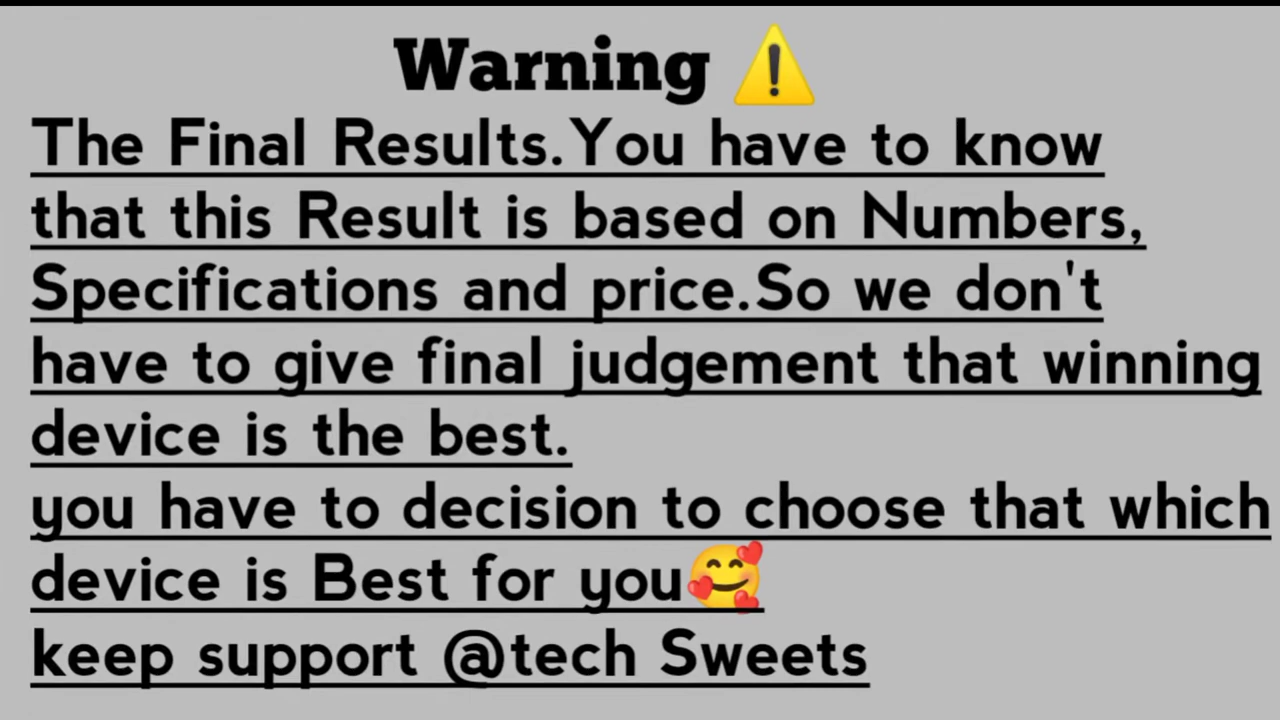 Warning ⚠️
The Final Results.You have to know
that this Result is based on Numbers,
Specifications and price.So we don't
have to give final judgement that winning
device is the best.
you have to decision to choose that which
device is Best for you🥰
keep support @tech Sweets